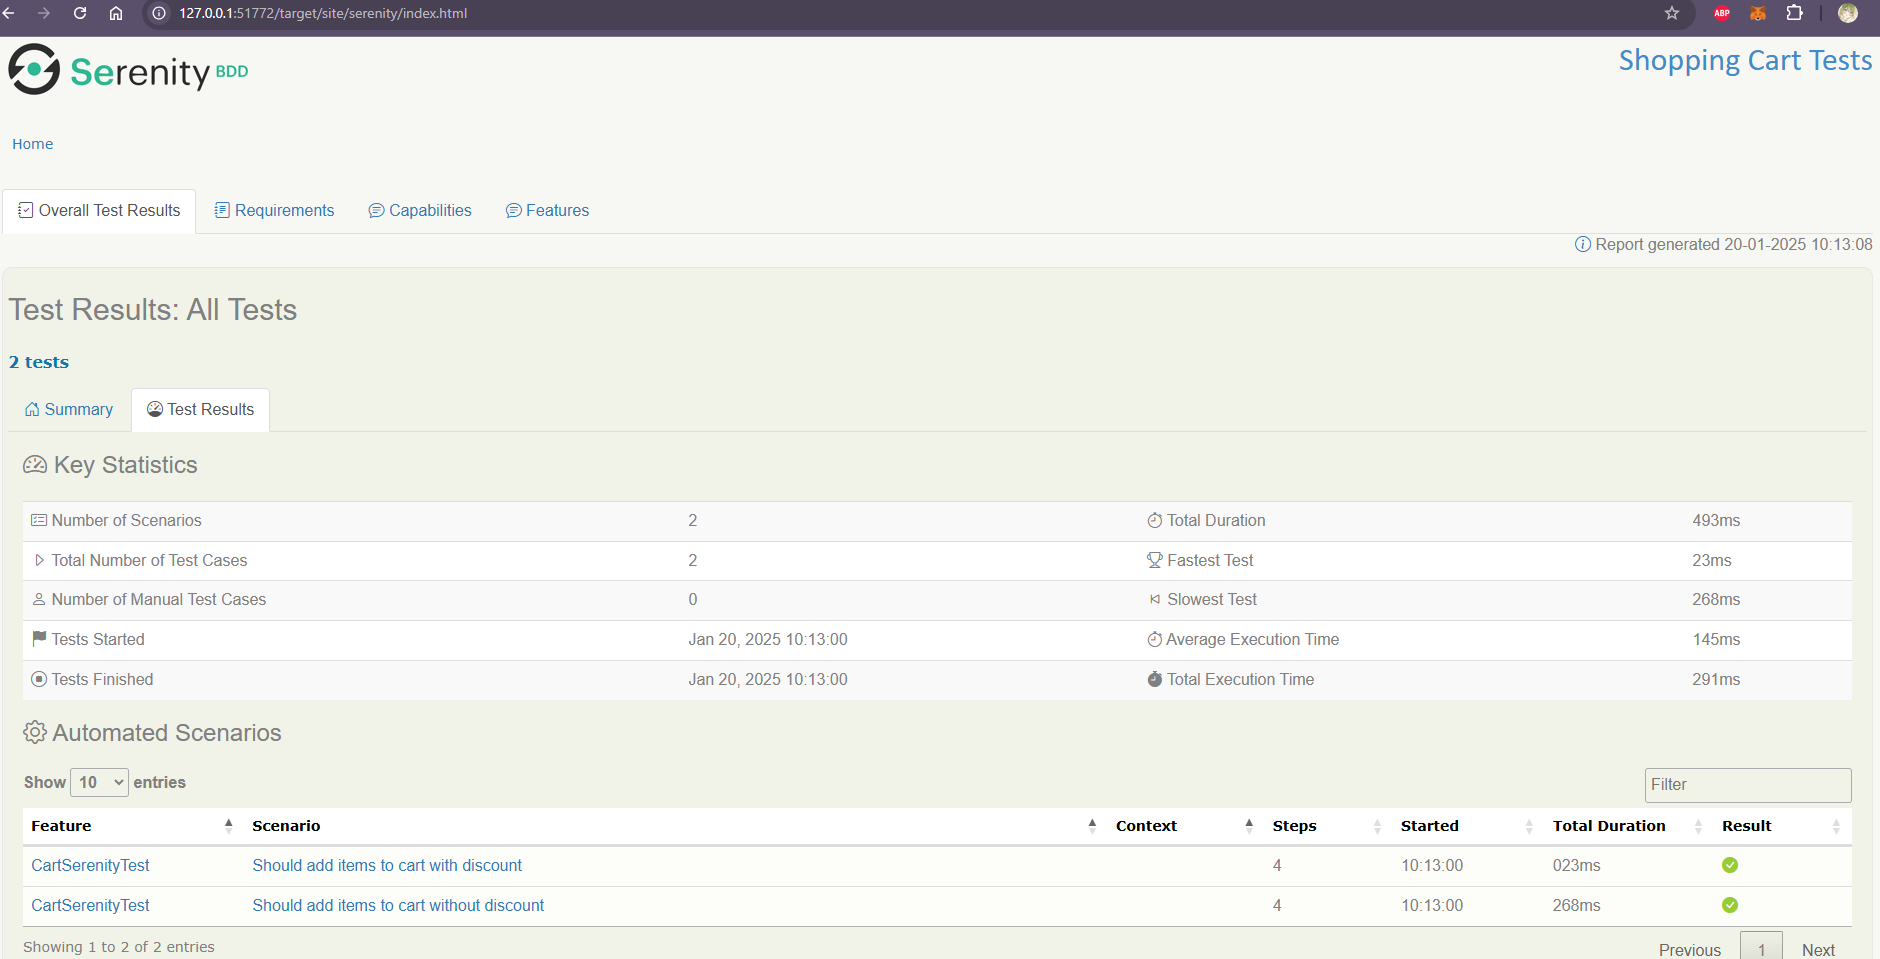 127.0.0.1:51772/target/site/serenity/index.html
ABP
Serenity BDD
Shopping Cart Tests
Home
Overall Test Results Requirements Capabilities Features
Report generated 20-01-2025 10:13:08
Test Results: All Tests
2 tests
Summary Test Results
Key Statistics
Number of Scenarios 2 Total Duration 493ms
Total Number of Test Cases 2 Fastest Test 23ms
Number of Manual Test Cases 0 Slowest Test 268ms
Tests Started Jan 20, 2025 10:13:00 Average Execution Time 145ms
Tests Finished Jan 20, 2025 10:13:00 Total Execution Time 291ms
Automated Scenarios
Show 10 entries Filter
Feature Scenario Context Steps Started Total Duration Result
CartSerenityTest Should add items to cart with discount 4 10:13:00 023ms
CartSerenityTest Should add items to cart without discount 4 10:13:00 268ms
Showing 1 to 2 of 2 entries
Previous 1 Next